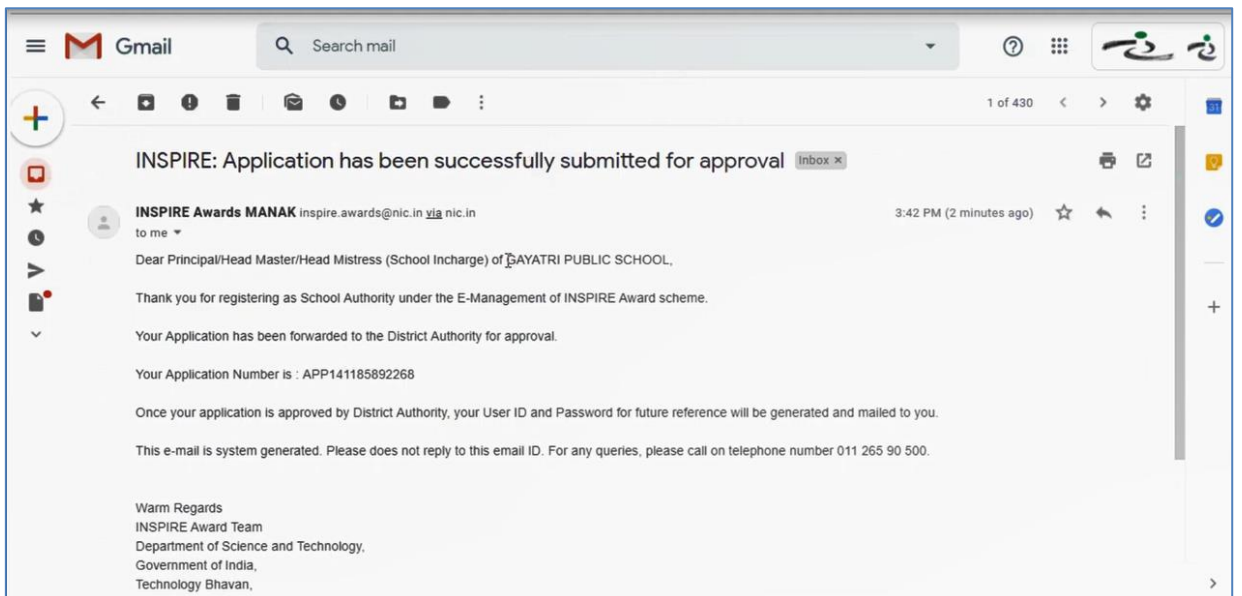 Gmail
Search mail
1 of 430
INSPIRE: Application has been successfully submitted for approval Inbox ×
INSPIRE Awards MANAK inspire.awards@nic.in via nic.in 3:42 PM (2 minutes ago)
to me
Dear Principal/Head Master/Head Mistress (School Incharge) of GAYATRI PUBLIC SCHOOL,
Thank you for registering as School Authority under the E-Management of INSPIRE Award scheme.
Your Application has been forwarded to the District Authority for approval.
Your Application Number is : APP141185892268
Once your application is approved by District Authority, your User ID and Password for future reference will be generated and mailed to you.
This e-mail is system generated. Please does not reply to this email ID. For any queries, please call on telephone number 011 265 90 500.
Warm Regards
INSPIRE Award Team
Department of Science and Technology,
Government of India,
Technology Bhavan,